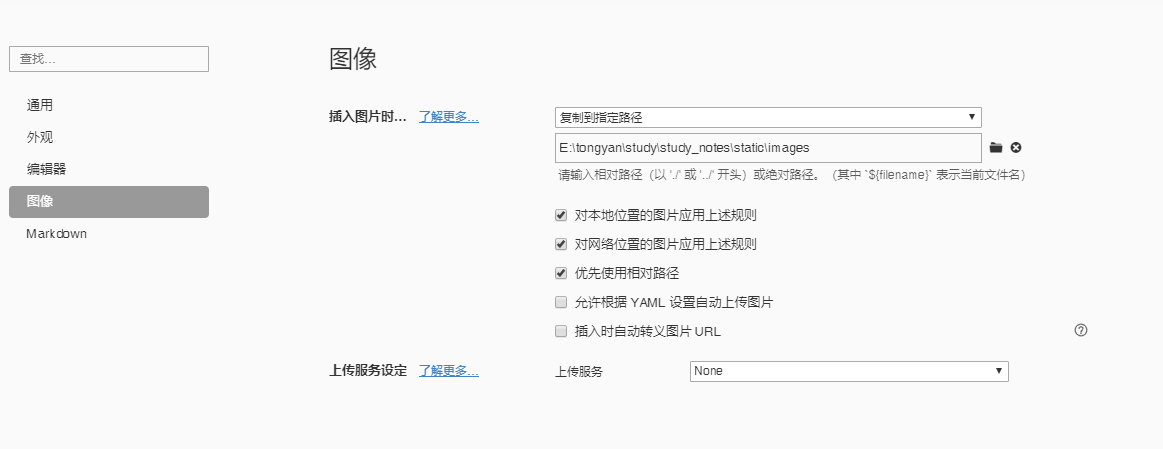 查找...
通用
外观
编辑器
图像
Markdown
图像
插入图片时... 了解更多... 复制到指定路径
E:\tongyan\study\study_notes\static\images
请输入相对路径（以 './' 或 '../' 开头）或绝对路径。（其中 `${filename}` 表示当前文件名）
对本地位置的图片应用上述规则
对网络位置的图片应用上述规则
优先使用相对路径
允许根据 YAML 设置自动上传图片
插入时自动转义图片 URL
上传服务设定 了解更多... 上传服务 None